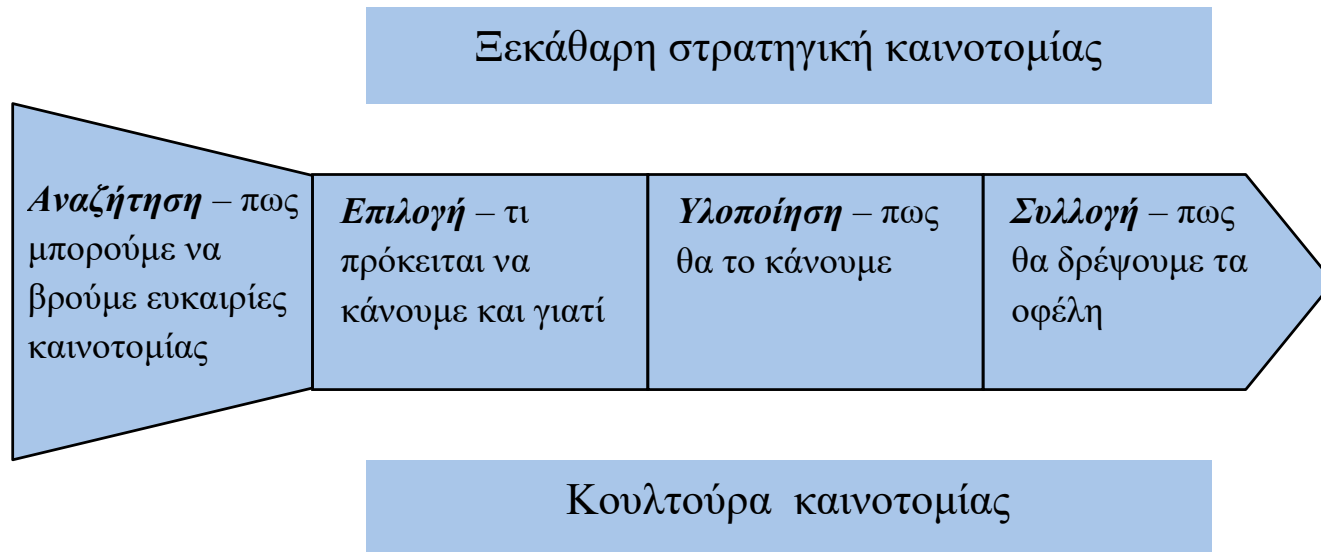 Ξεκάθαρη στρατηγική καινοτομίας
Αναζήτηση – πως
μπορούμε να
βρούμε ευκαιρίες
καινοτομίας
Επιλογή – τι
πρόκειται να
κάνουμε και γιατί
Υλοποίηση – πως
θα το κάνουμε
Συλλογή – πως
θα δρέψουμε τα
οφέλη
Κουλτούρα καινοτομίας